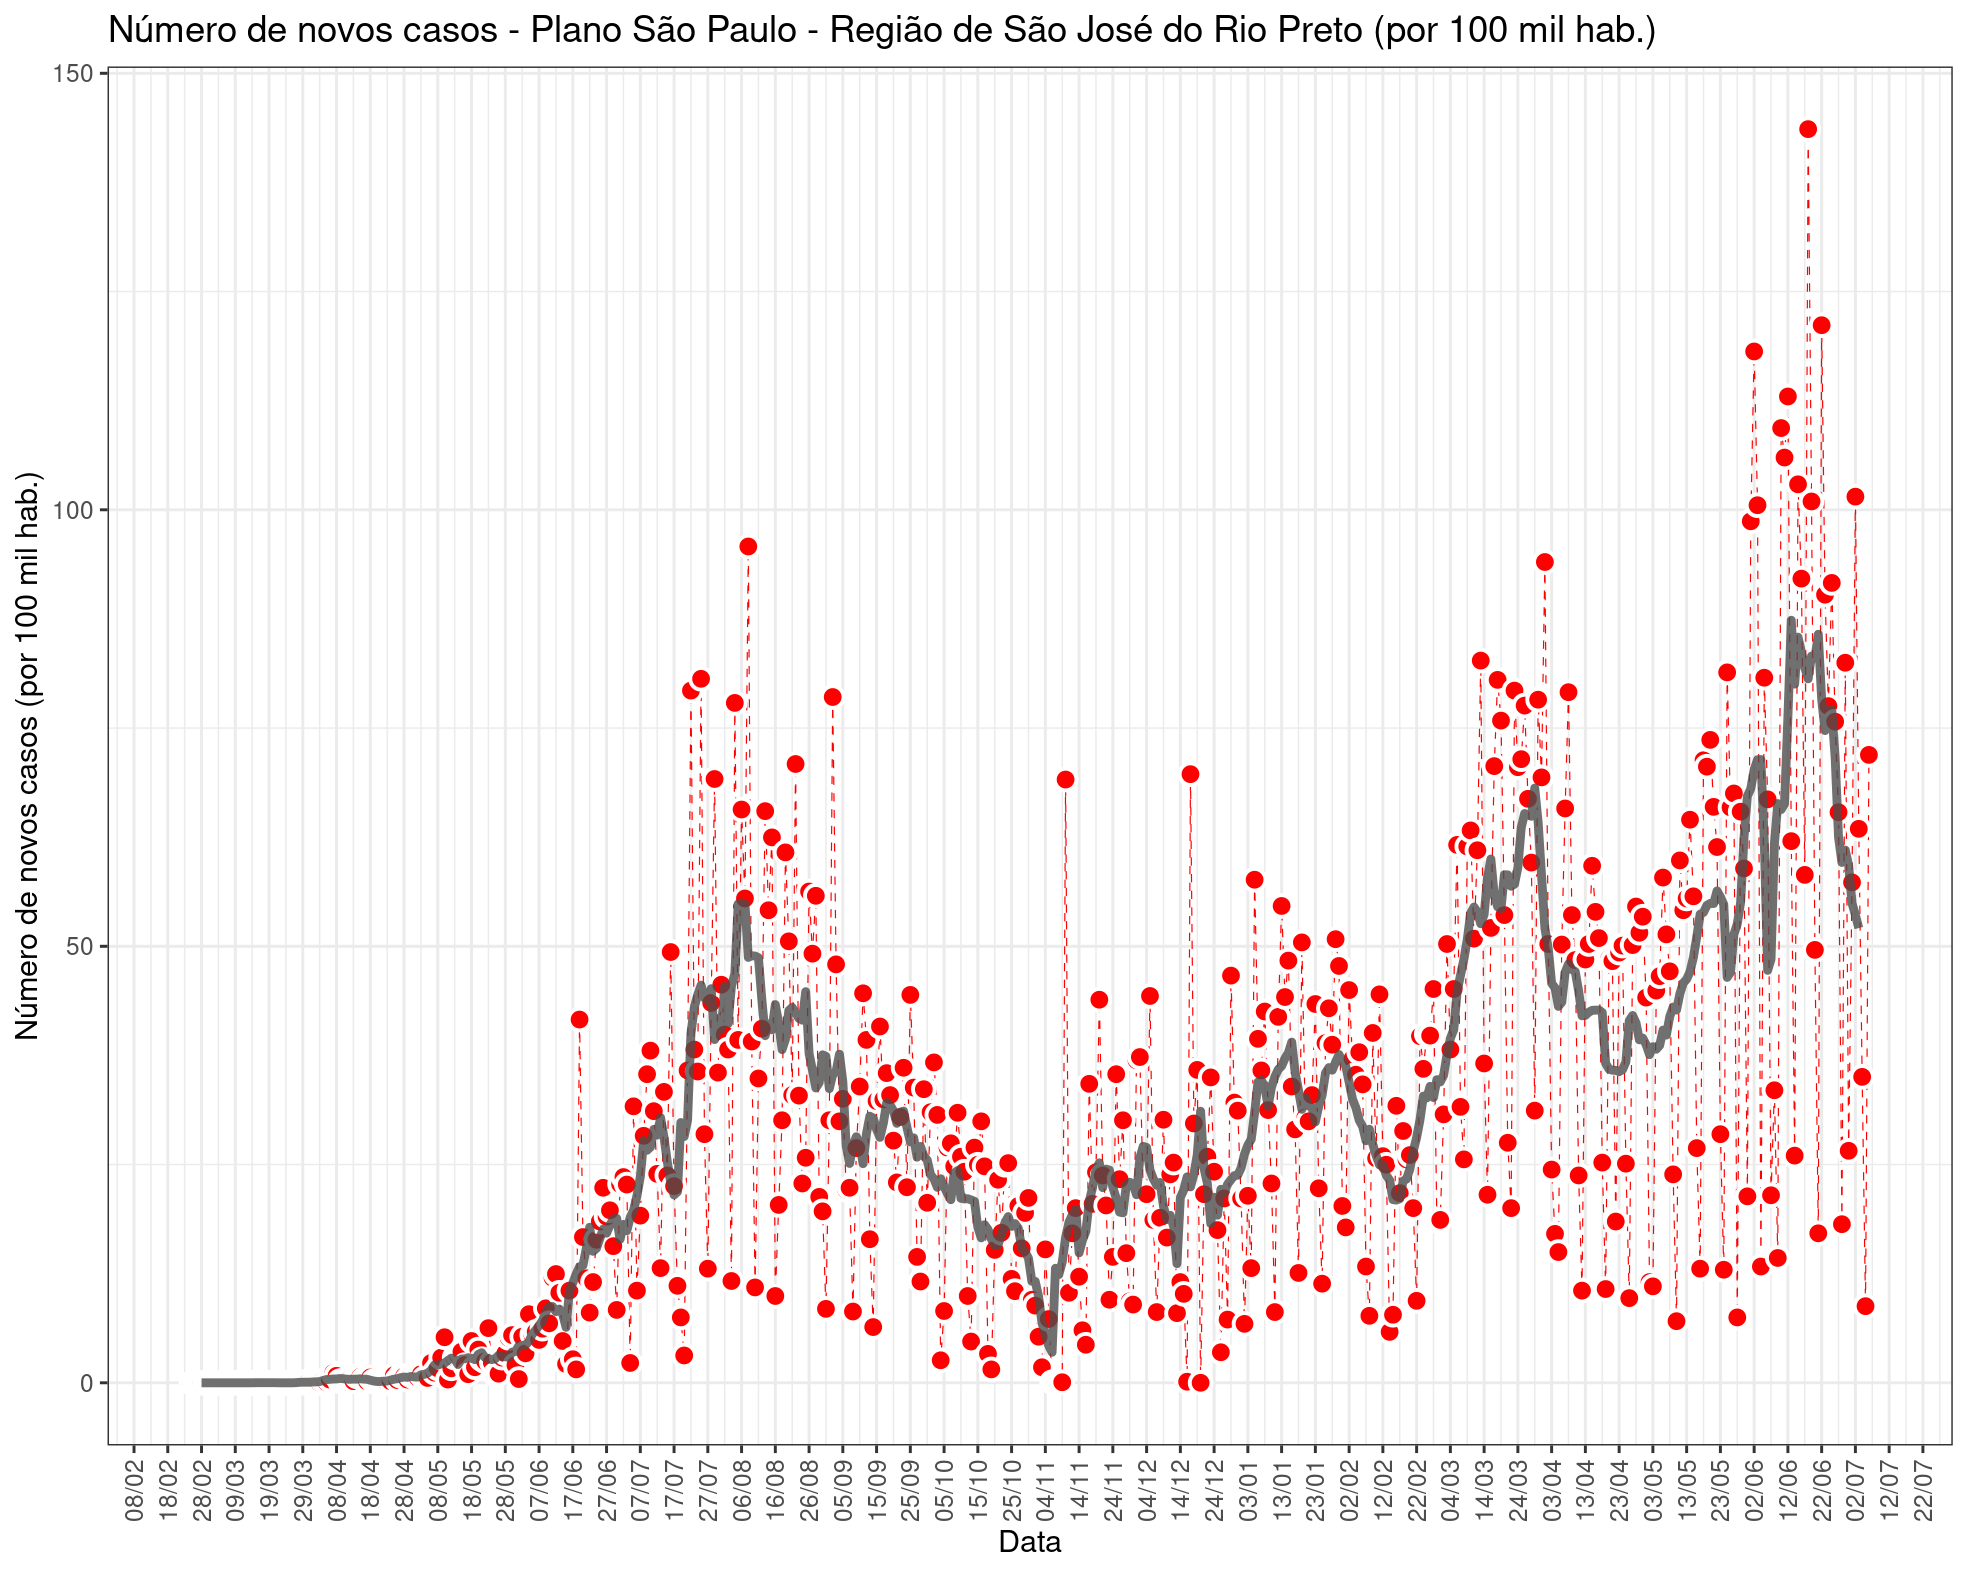 Número de novos casos - Plano São Paulo - Região de São José do Rio Preto (por 100 mil hab.)
Número de novos casos (por 100 mil hab.)
150
100
50
0
08/02 18/02 28/02 09/03 19/03 29/03 08/04 18/04 28/04 08/05 18/05 28/05 07/06 17/06 27/06 07/07 17/07 27/07 06/08 16/08 26/08 05/09 15/09 25/09 05/10 15/10 25/10 04/11 14/11 24/11 04/12 14/12 24/12 03/01 13/01 23/01 02/02 12/02 22/02 04/03 14/03 24/03 03/04 13/04 23/04 03/05 13/05 23/05 02/06 12/06 22/06 02/07 12/07 22/07
Data